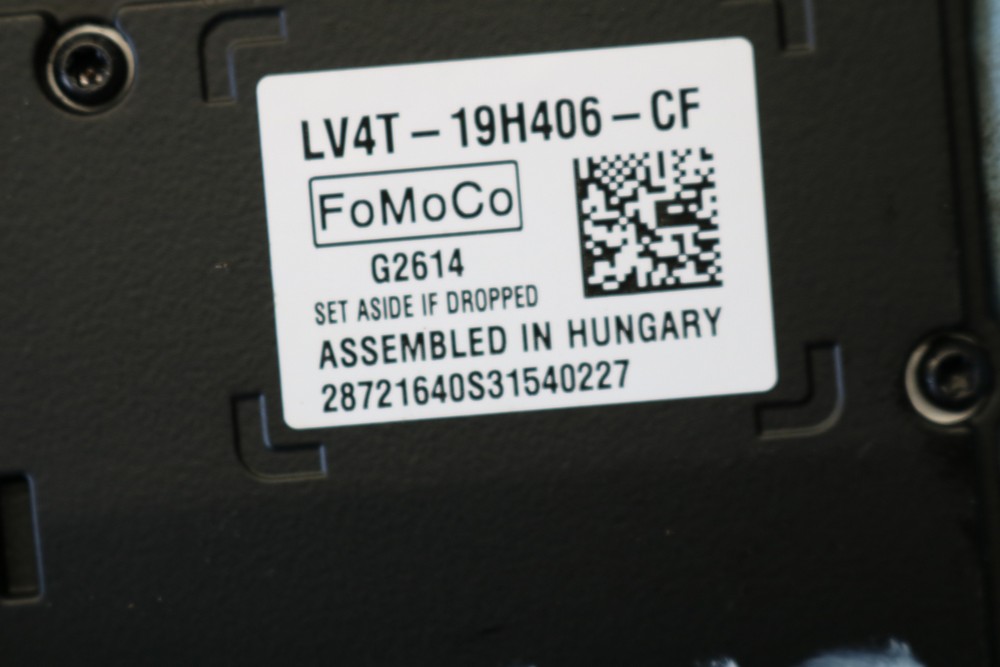 LV4T – 19H406 – CF
FoMoCo
G2614
SET ASIDE IF DROPPED
ASSEMBLED IN HUNGARY
28721640S31540227